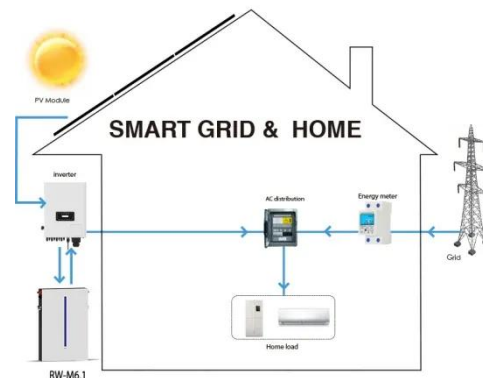 PV Module
SMART GRID & HOME
inverter
AC distribution
Energy meter
Grid
Home load
RW-M6.1